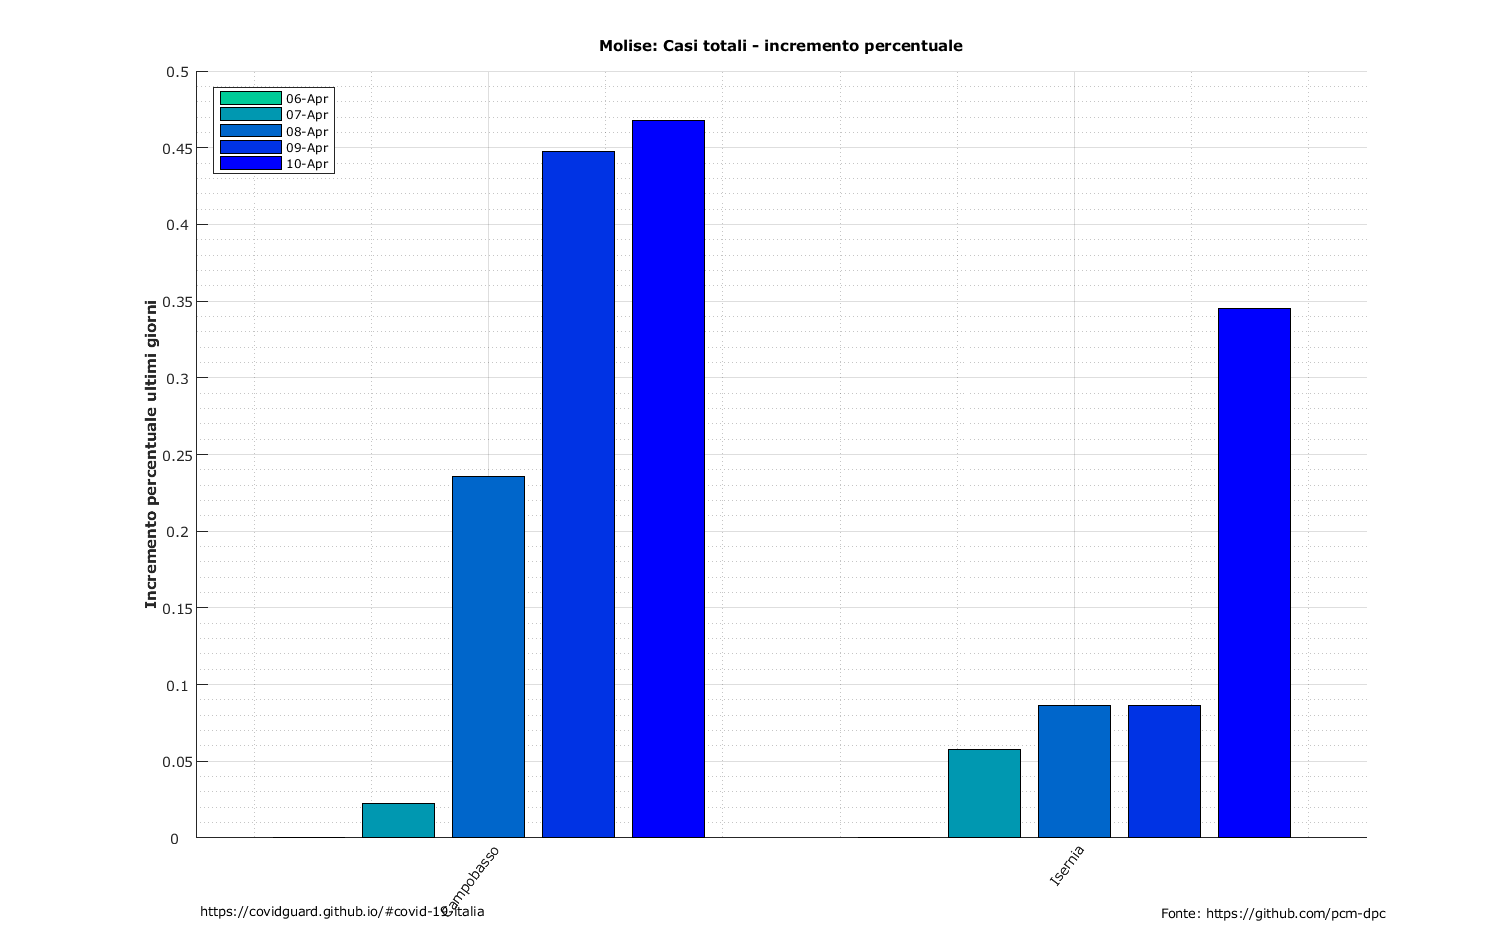 Molise: Casi totali - incremento percentuale
0.5
0.45
0.4
0.35
0.3
0.25
0.2
0.15
0.1
0.05
0
Incremento percentuale ultimi giorni
06-Apr
07-Apr
08-Apr
09-Apr
10-Apr
Campobasso
Isernia
https://covidguard.github.io/#covid-19-italia
Fonte: https://github.com/pcm-dpc